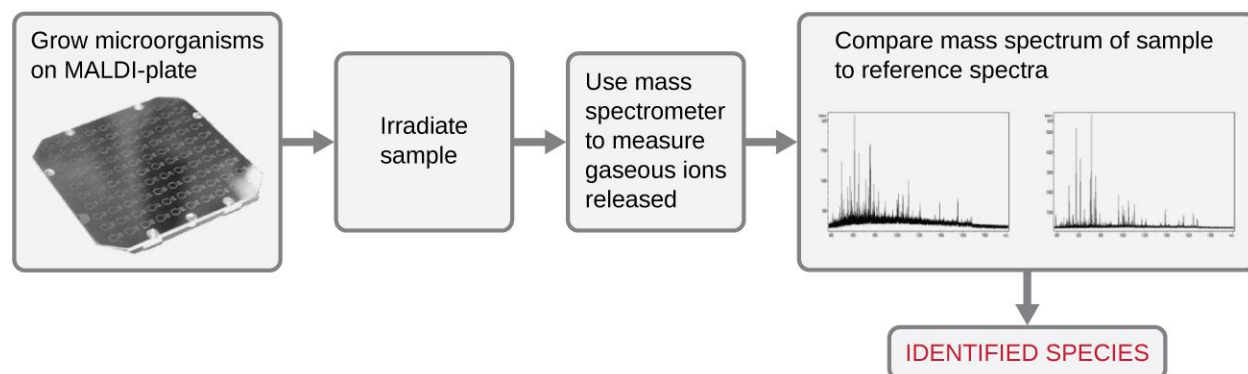 Grow microorganisms
on MALDI-plate
Irradiate
sample
Use mass
spectrometer
to measure
gaseous ions
released
Compare mass spectrum of sample
to reference spectra
IDENTIFIED SPECIES